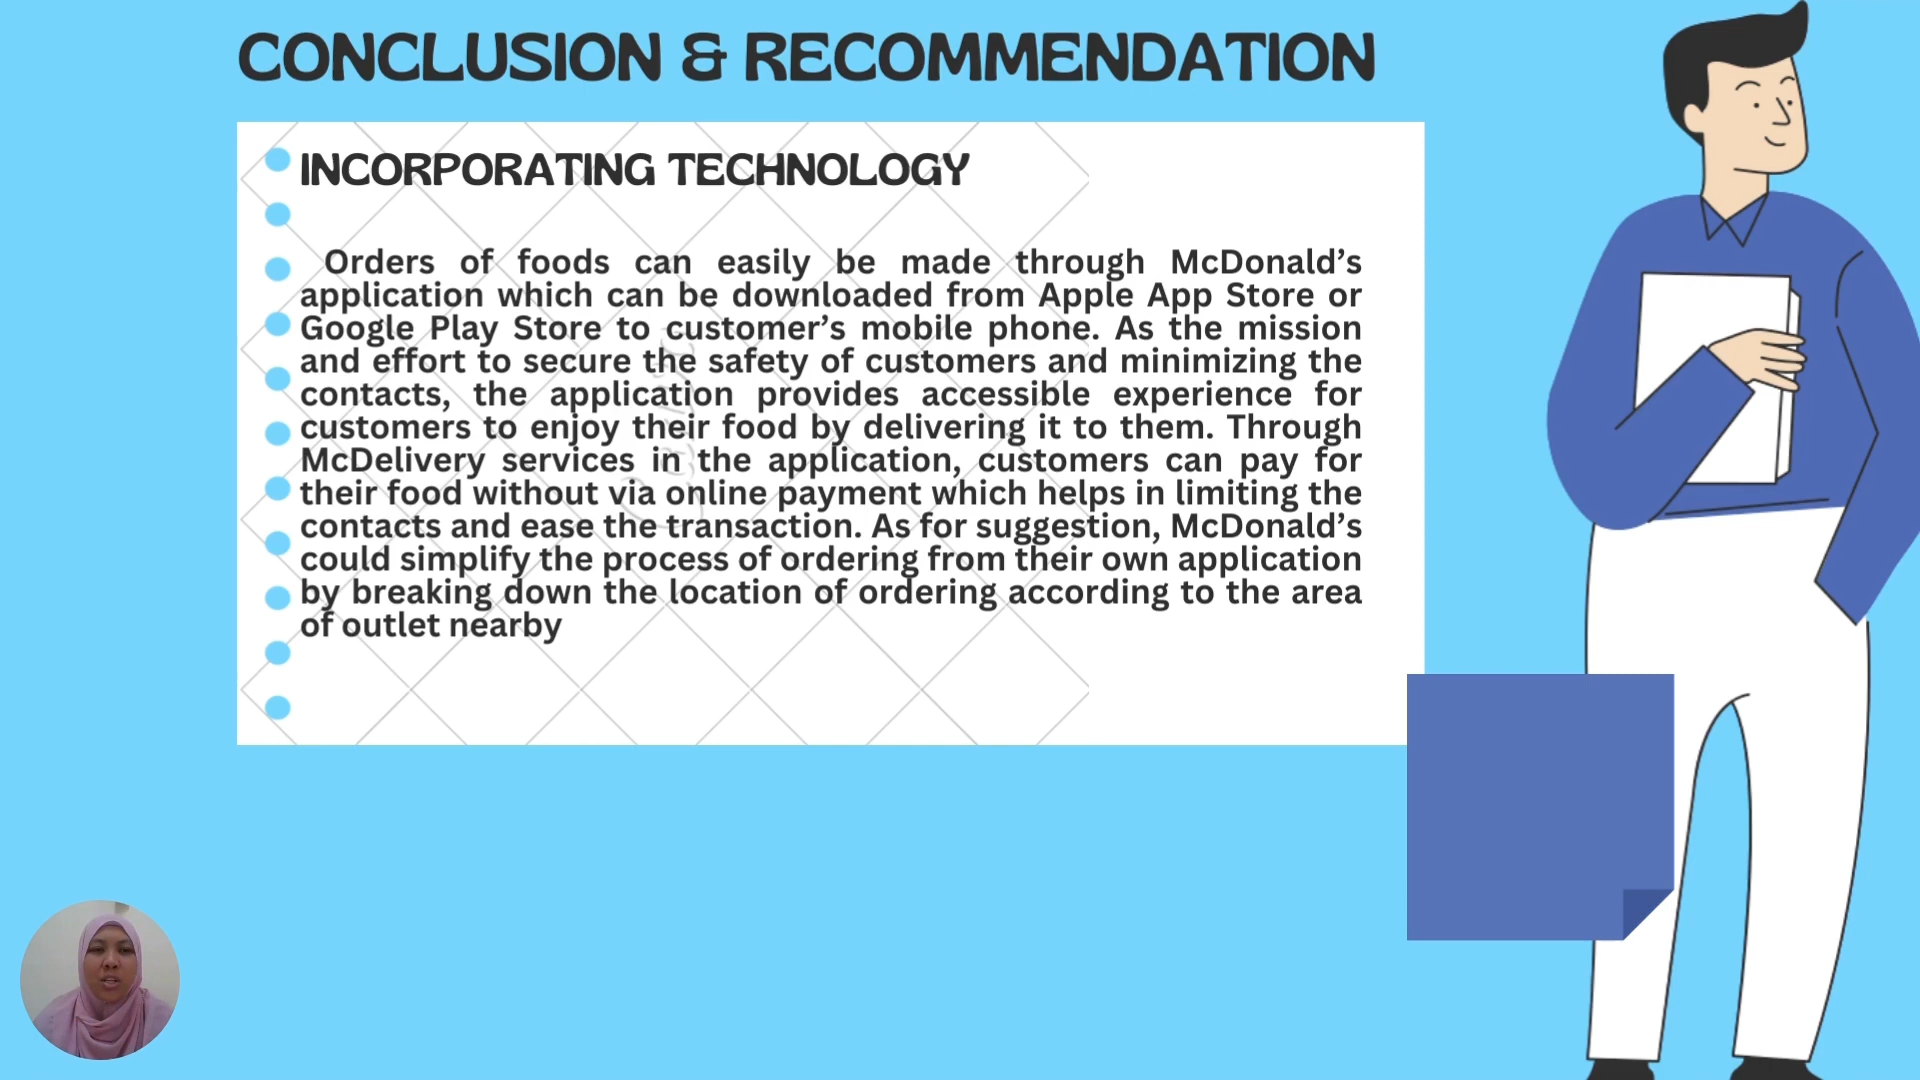 CONCLUSION & RECOMMENDATION
INCORPORATING TECHNOLOGY
Orders of foods can easily be made through McDonald’s
application which can be downloaded from Apple App Store or
Google Play Store to customer’s mobile phone. As the mission
and effort to secure the safety of customers and minimizing the
contacts, the application provides accessible experience for
customers to enjoy their food by delivering it to them. Through
McDelivery services in the application, customers can pay for
their food without via online payment which helps in limiting the
contacts and ease the transaction. As for suggestion, McDonald’s
could simplify the process of ordering from their own application
by breaking down the location of ordering according to the area
of outlet nearby